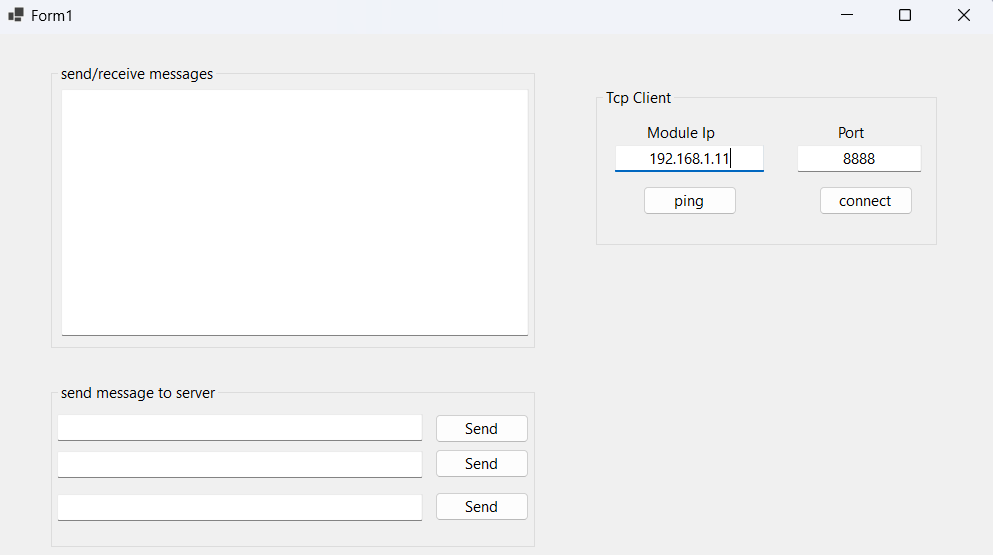 Form1
send/receive messages
Tcp Client
Module Ip
Port
192.168.1.11
8888
ping
connect
send message to server
Send
Send
Send